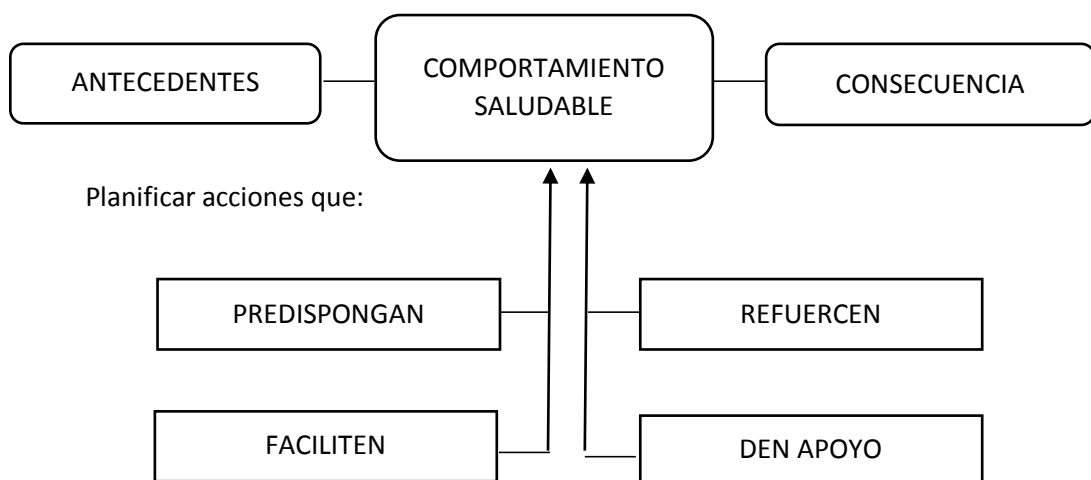 ANTECEDENTES
COMPORTAMIENTO
SALUDABLE
CONSECUENCIA
Planificar acciones que:
PREDISPONGAN
REFUERCEN
FACILITEN
DEN APOYO